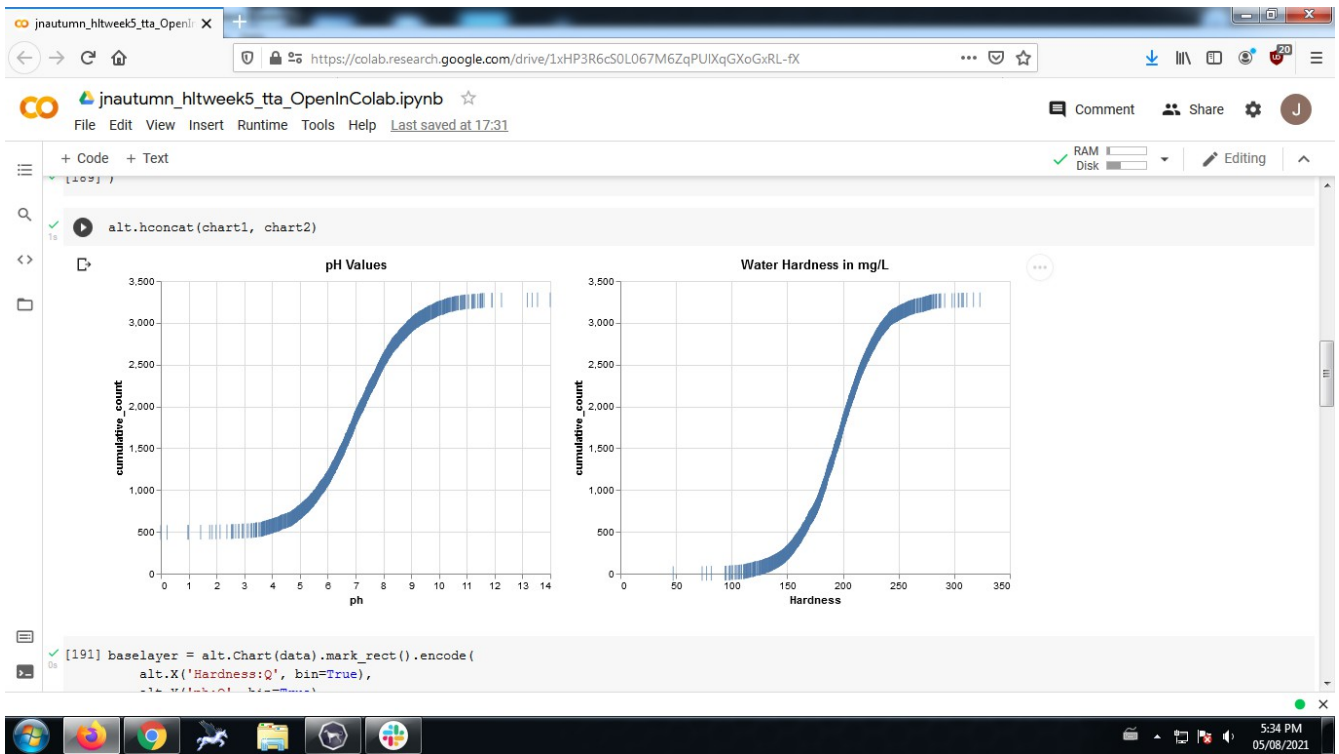 jnautumn_hltweek5_tta_OpenIn
https://colab.research.google.com/drive/1xHP3R6cS0L067M6ZqPUlXqGXoGxRL-fX
20
jnautumn_hltweek5_tta_OpenInColab.ipynb
Comment
Share
J
File Edit View Insert Runtime Tools Help Last saved at 17:31
+ Code + Text
RAM
Disk
Editing
[189] )
alt.hconcat(chart1, chart2)
1s
pH Values
3,500
3,000
2,500
2,000
1,500
1,000
500
0
cumulative_count
0 1 2 3 4 5 6 7 8 9 10 11 12 13 14
ph
Water Hardness in mg/L
3,500
3,000
2,500
2,000
1,500
1,000
500
0
cumulative_count
0 50 100 150 200 250 300 350
Hardness
0s
[191] baselayer = alt.Chart(data).mark_rect().encode(
alt.X('Hardness:Q', bin=True),
5:34 PM
05/08/2021